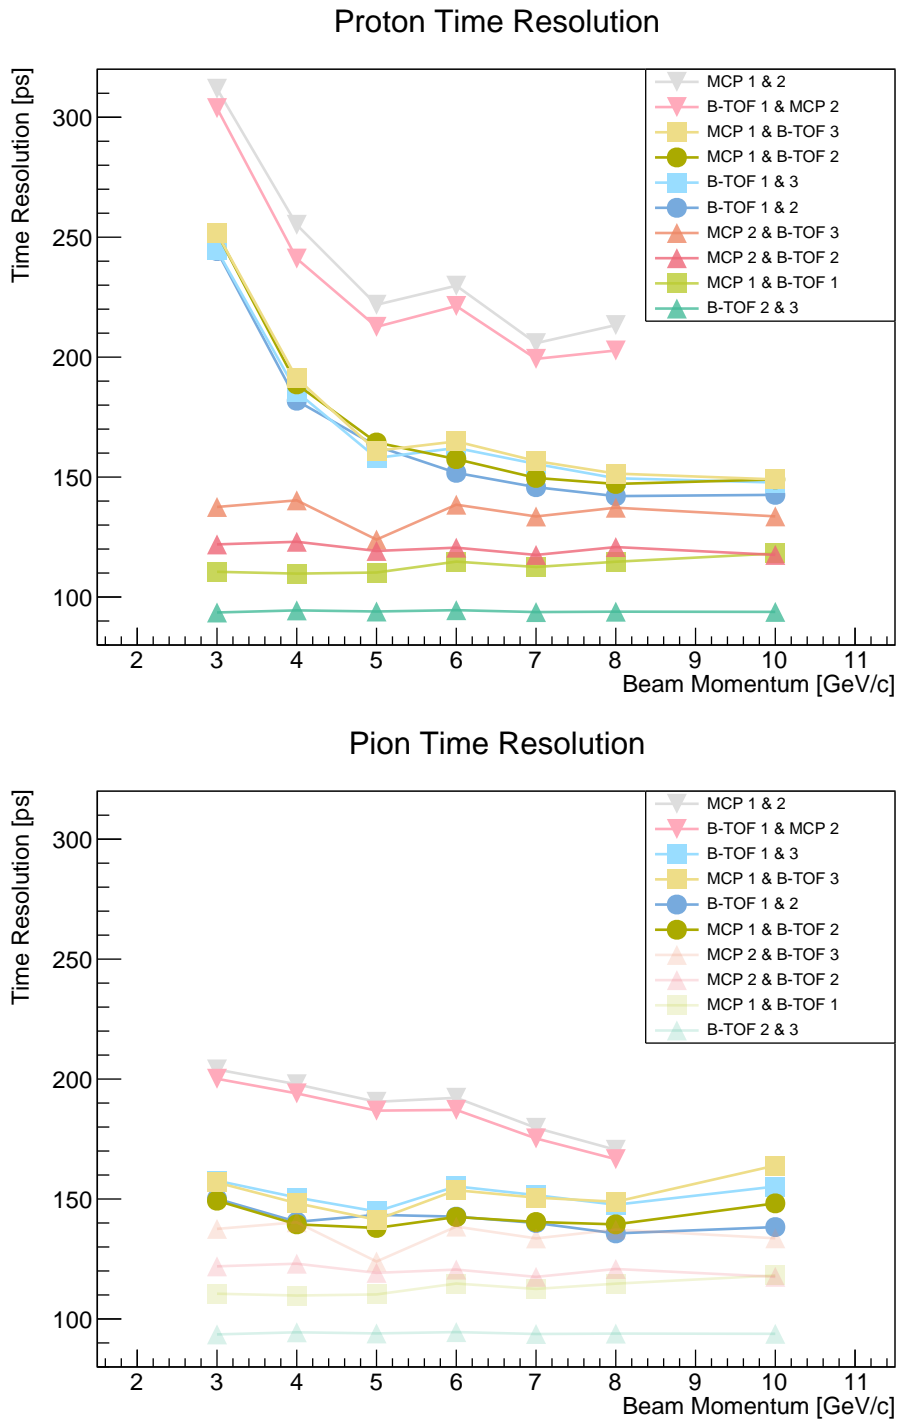 Proton Time Resolution
Time Resolution [ps]
300
250
200
150
100
MCP 1 & 2
B-TOF 1 & MCP 2
MCP 1 & B-TOF 3
MCP 1 & B-TOF 2
B-TOF 1 & 3
B-TOF 1 & 2
MCP 2 & B-TOF 3
MCP 2 & B-TOF 2
MCP 1 & B-TOF 1
B-TOF 2 & 3
2 3 4 5 6 7 8 10 11
Beam Momentum [GeV/c]
Pion Time Resolution
Time Resolution [ps]
300
250
200
150
100
MCP 1 & 2
B-TOF 1 & MCP 2
B-TOF 1 & 3
MCP 1 & B-TOF 3
B-TOF 1 & 2
MCP 1 & B-TOF 2
MCP 2 & B-TOF 3
MCP 2 & B-TOF 2
MCP 1 & B-TOF 1
B-TOF 2 & 3
2 3 4 5 6 7 8 10 11
Beam Momentum [GeV/c]